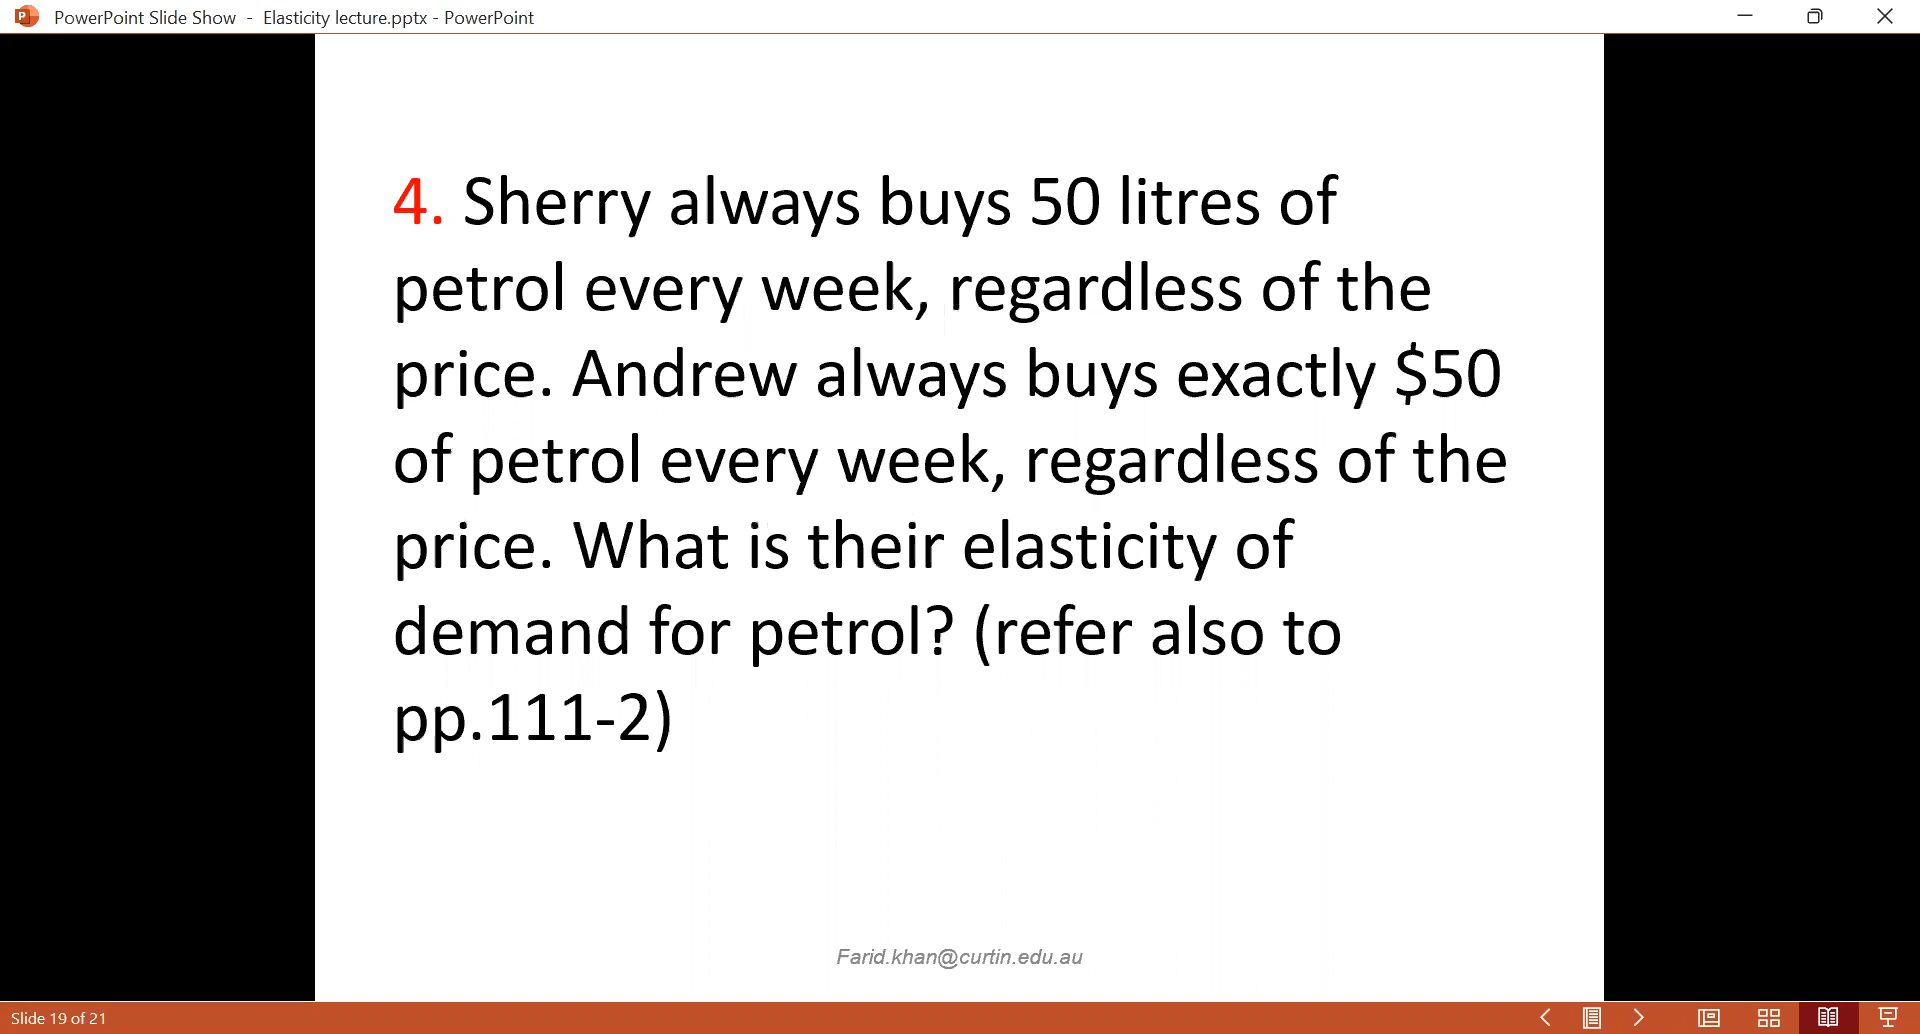 PowerPoint Slide Show - Elasticity lecture.pptx - PowerPoint
4. Sherry always buys 50 litres of
petrol every week, regardless of the
price. Andrew always buys exactly $50
of petrol every week, regardless of the
price. What is their elasticity of
demand for petrol? (refer also to
pp.111-2)
Farid.khan@curtin.edu.au
Slide 19 of 21